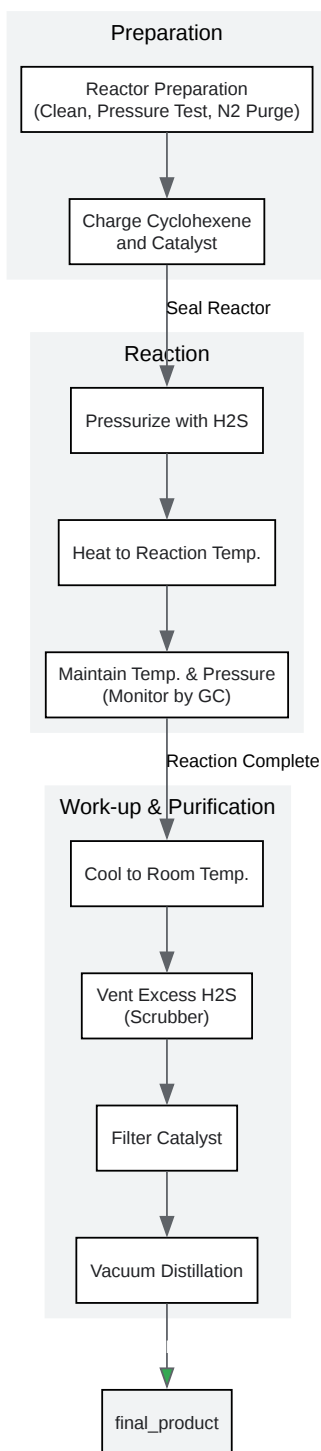 Preparation
Reactor Preparation
(Clean, Pressure Test, N2 Purge)
Charge Cyclohexene
and Catalyst
Seal Reactor
Reaction
Pressurize with H2S
Heat to Reaction Temp.
Maintain Temp. & Pressure
(Monitor by GC)
Reaction Complete
Work-up & Purification
Cool to Room Temp.
Vent Excess H2S
(Scrubber)
Filter Catalyst
Vacuum Distillation
final_product